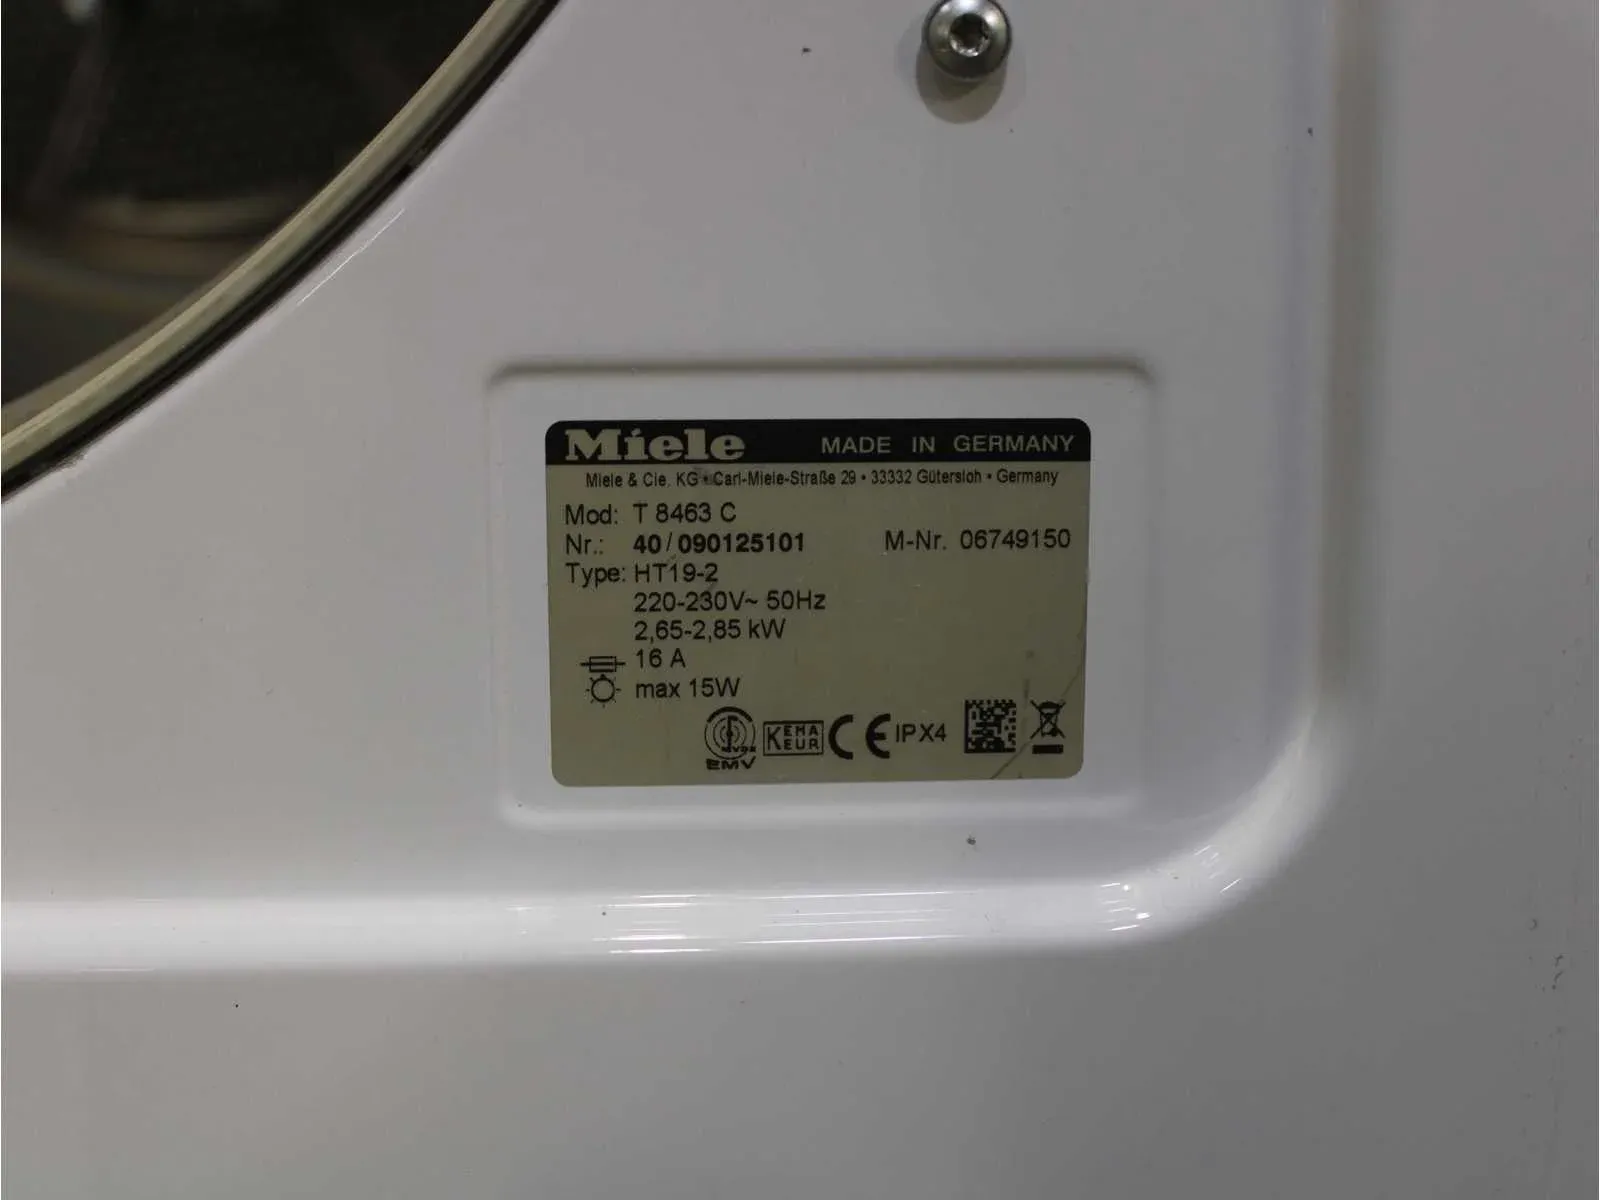 Miele MADE IN GERMANY
Miele & Cie. KG • Carl-Miele-Straße 29 • 33332 Gütersloh • Germany
Mod: T 8463 C
Nr.: 40/090125101 M-Nr. 06749150
Type: HT19-2
220-230V~ 50Hz
2,65-2,85 kW
16 A
max 15W
VDE EMV KEMA EUR CE IPX4